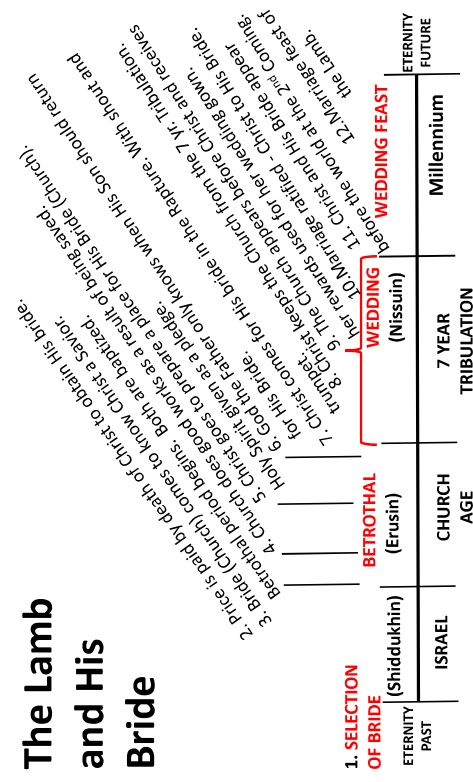 The Lamb
and His
Bride
2. Price is paid by death of Christ to obtain His bride.
3. Bride (Church) comes to know Christ a Savior.
Betrothal period begins. Both are baptized.
4. Church does good works as a result of being saved.
5. Christ goes to prepare a place for His Bride (Church).
Holy Spirit given as a pledge.
6. God the Father only knows when His Son should return
for His Bride.
7. Christ comes for His bride in the Rapture. With shout and
trumpet.
8 Christ keeps the Church from the 7 yr. Tribulation.
9. The Church appears before Christ and receives
her rewards used for her wedding gown.
10.Marriage ratified - Christ to His Bride.
11. Christ and His Bride appear
before the world at the 2nd Coming.
12.Marriage feast of
the Lamb.
1. SELECTION
OF BRIDE
(Shiddukhin)
BETROTHAL
(Erusin)
WEDDING
(Nissuin)
WEDDING FEAST
Millennium
ETERNITY
PAST
ISRAEL
CHURCH
AGE
7 YEAR
TRIBULATION
ETERNITY
FUTURE